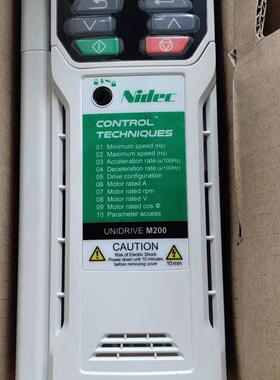 Nidec
CONTROL™
TECHNIQUES
01 Minimum speed (Hz)
02 Maximum speed (Hz)
03 Acceleration rate (s/100Hz)
04 Deceleration rate (s/100Hz)
05 Drive configuration
06 Motor rated A
07 Motor rated rpm
08 Motor rated V
09 Motor rated cos Φ
10 Parameter access
UNIDRIVE M200
CAUTION
Risk of Electric Shock
Power down unit 10 minutes
before removing cover
10min